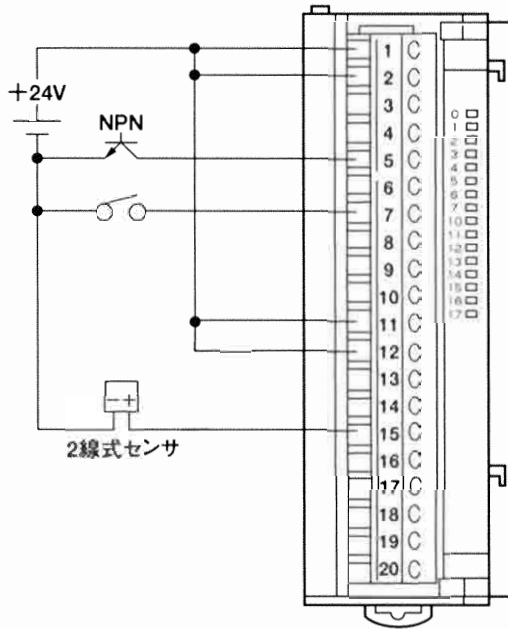 +24V
NPN
2線式センサ
- +
1 C
2 C
3 C
4 C
5 C
6 C
7 C
8 C
9 C
10 C
11 C
12 C
13 C
14 C
15 C
16 C
17 C
18 C
19 C
20 C
0
1
2
3
4
5
6
7
10
11
12
13
14
15
16
17